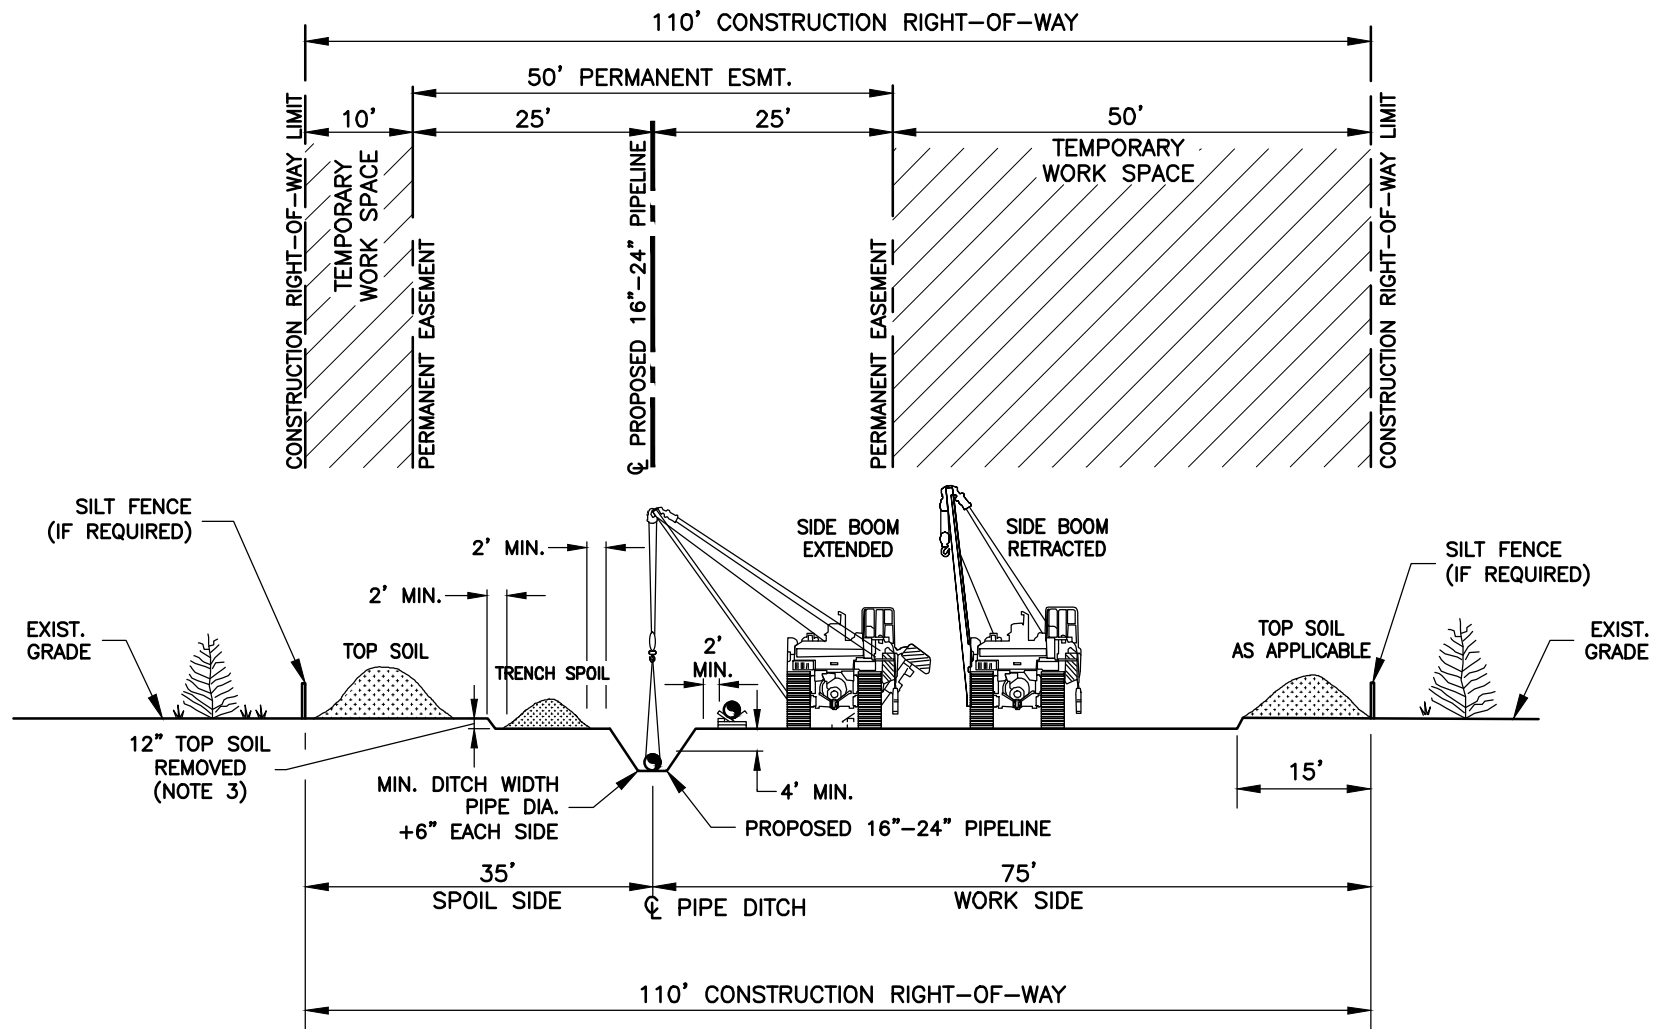 110' CONSTRUCTION RIGHT-OF-WAY
50' PERMANENT ESMT.
10'
25'
25'
50'
TEMPORARY
WORK SPACE
TEMPORARY
WORK SPACE
CONSTRUCTION RIGHT-OF-WAY LIMIT
PERMANENT EASEMENT
℄ PROPOSED 16"-24" PIPELINE
PERMANENT EASEMENT
CONSTRUCTION RIGHT-OF-WAY LIMIT
SILT FENCE
(IF REQUIRED)
2' MIN.
2' MIN.
SIDE BOOM
EXTENDED
SIDE BOOM
RETRACTED
SILT FENCE
(IF REQUIRED)
EXIST.
GRADE
TOP SOIL
TRENCH SPOIL
2'
MIN.
TOP SOIL
AS APPLICABLE
EXIST.
GRADE
12" TOP SOIL
REMOVED
(NOTE 3)
MIN. DITCH WIDTH
PIPE DIA.
+6" EACH SIDE
4' MIN.
PROPOSED 16"-24" PIPELINE
15'
35'
SPOIL SIDE
75'
WORK SIDE
℄ PIPE DITCH
110' CONSTRUCTION RIGHT-OF-WAY